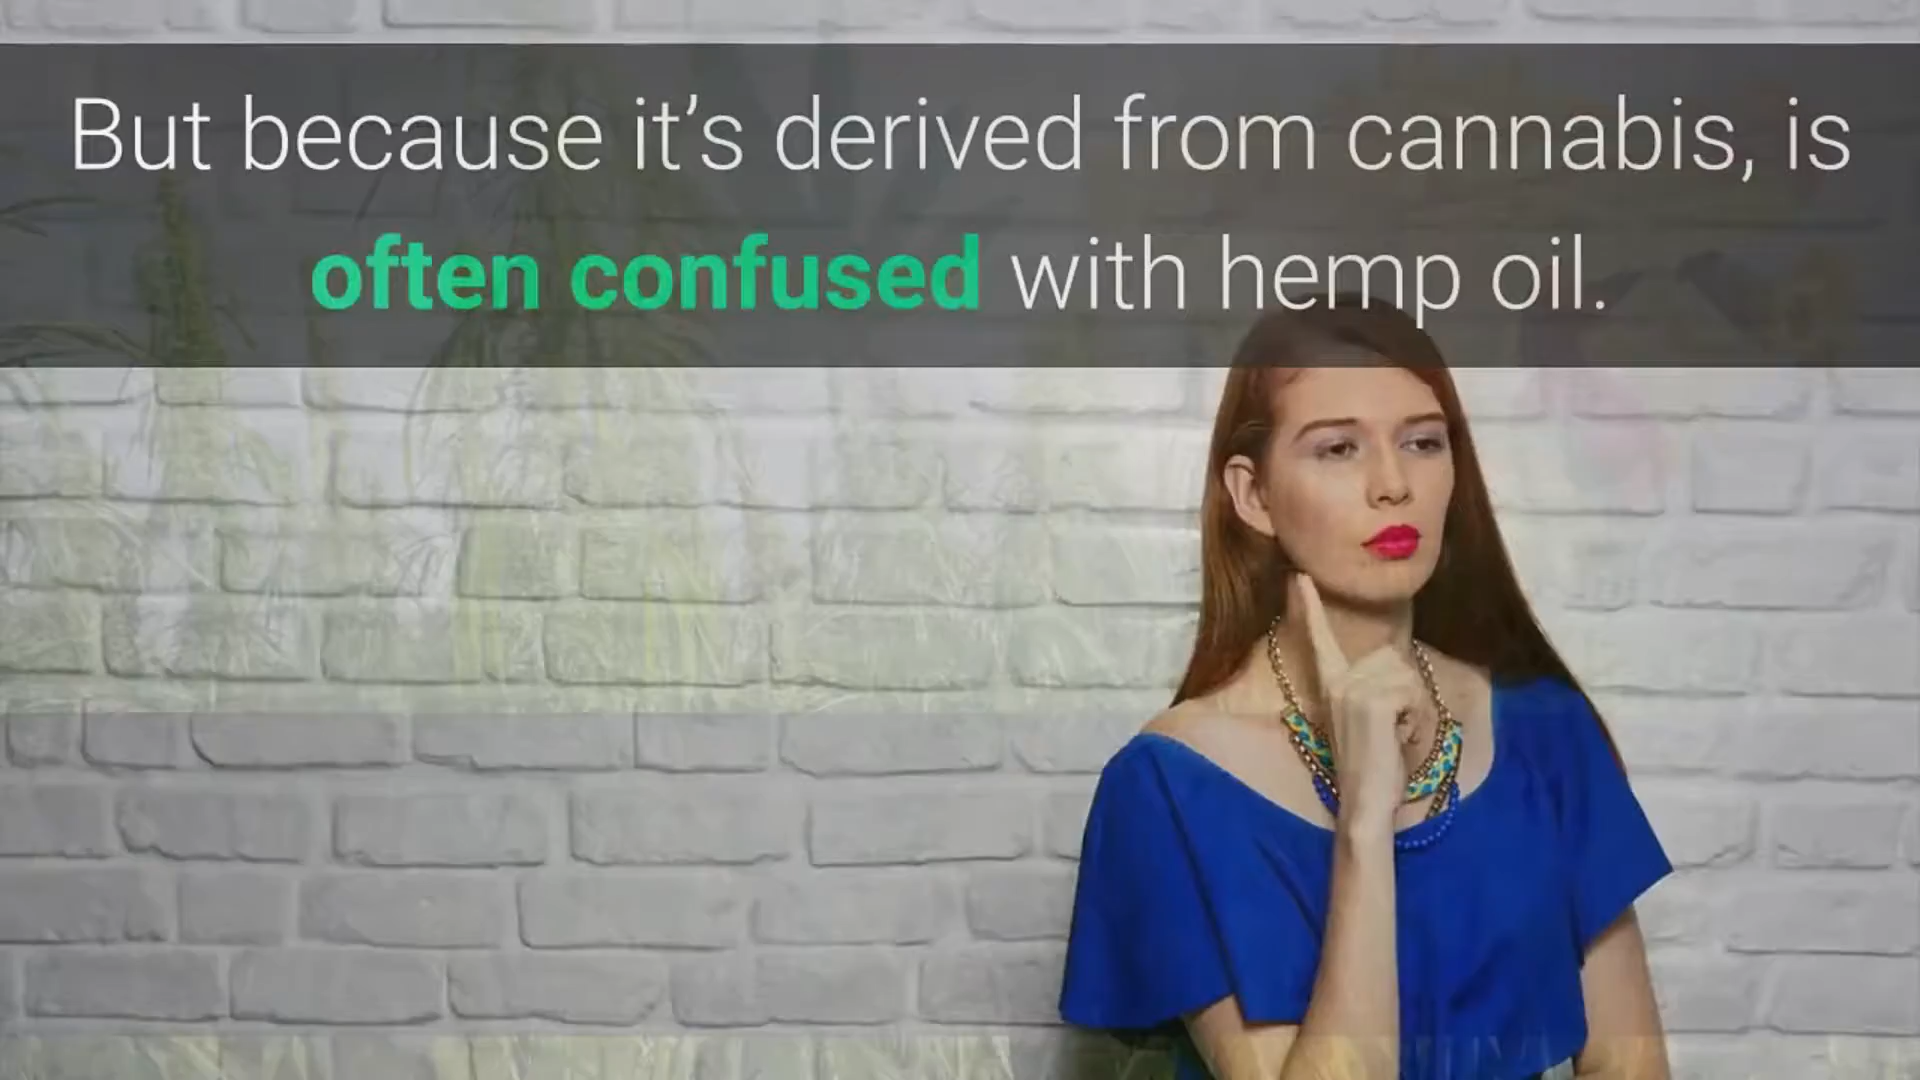 But because it’s derived from cannabis, is
often confused with hemp oil.